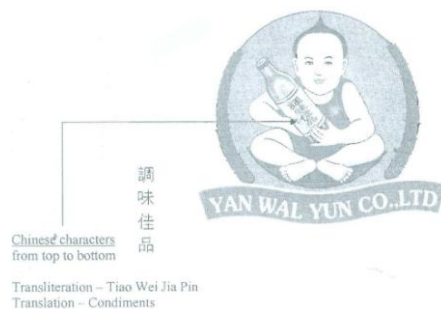 調味佳品
YAN WAL YUN CO.,LTD
Chinese characters
from top to bottom
Transliteration – Tiao Wei Jia Pin
Translation – Condiments